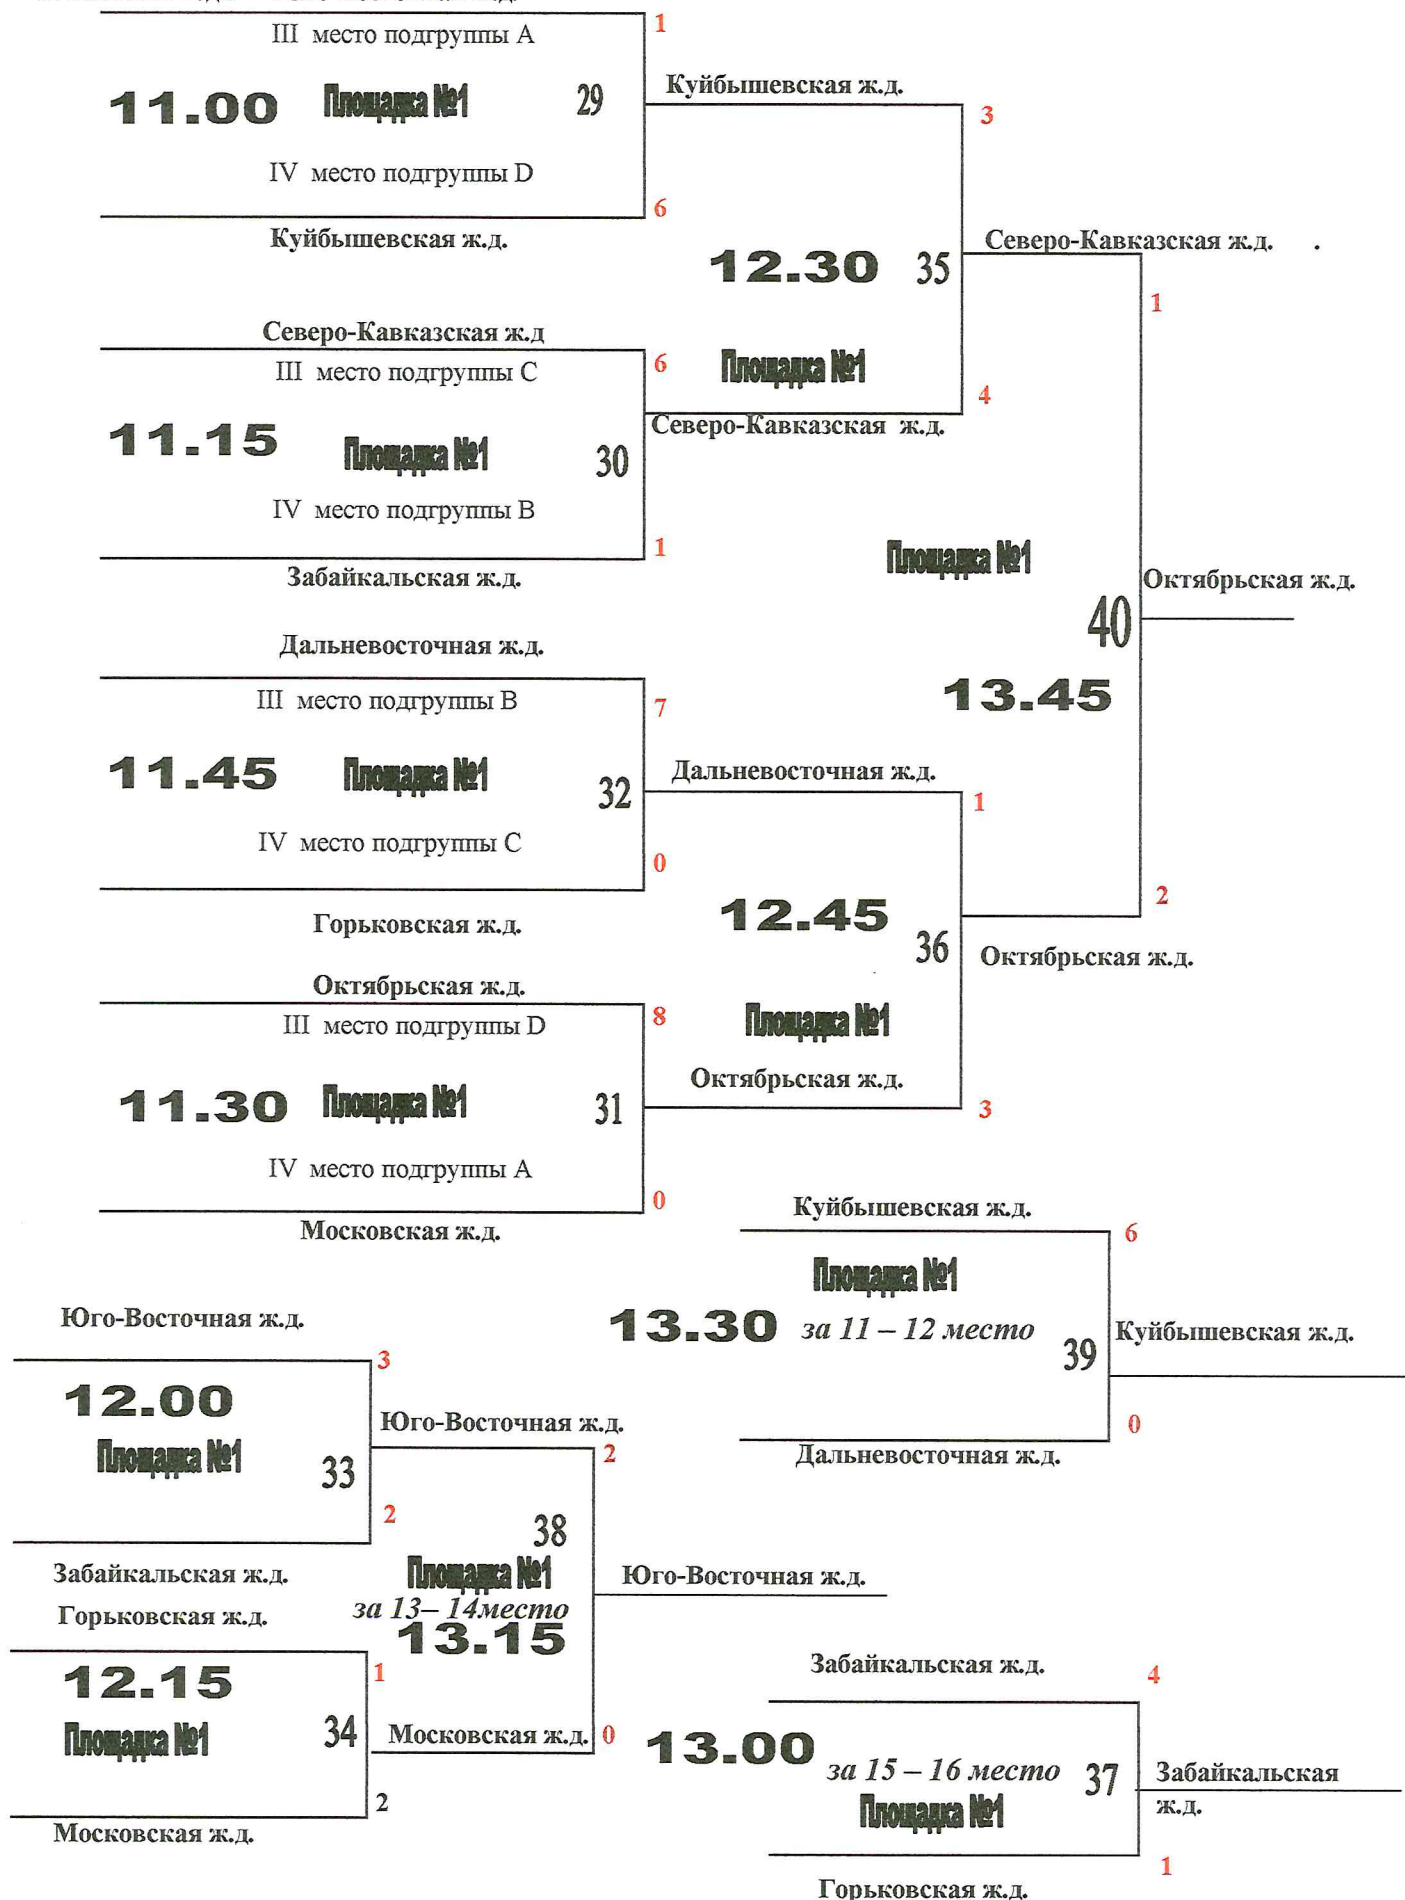 1
III место подгруппы А
11.00 Площадка №1 29
Куйбышевская ж.д.
3
IV место подгруппы D
6
Куйбышевская ж.д.
12.30 35
Северо-Кавказская ж.д. .
1
Северо-Кавказская ж.д
6
III место подгруппы С
Площадка №1
4
Северо-Кавказская ж.д.
11.15 Площадка №1 30
IV место подгруппы В
1
Забайкальская ж.д.
Площадка №1
Октябрьская ж.д.
40
13.45
Дальневосточная ж.д.
III место подгруппы В
7
11.45 Площадка №1 32
Дальневосточная ж.д.
1
IV место подгруппы С
0
Горьковская ж.д.
12.45 36
2
Октябрьская ж.д.
Октябрьская ж.д.
8
III место подгруппы D
Площадка №1
11.30 Площадка №1 31
Октябрьская ж.д.
3
IV место подгруппы А
0
Московская ж.д.
Куйбышевская ж.д.
6
Площадка №1
13.30 за 11 – 12 место
39
Куйбышевская ж.д.
0
Дальневосточная ж.д.
Юго-Восточная ж.д.
3
12.00
Площадка №1 33
Юго-Восточная ж.д.
2
2
Забайкальская ж.д.
38
Площадка №1
за 13– 14место
13.15
Юго-Восточная ж.д.
Горьковская ж.д.
1
12.15
Площадка №1 34
Московская ж.д. 0
2
Московская ж.д.
Забайкальская ж.д.
4
13.00 за 15 – 16 место 37
Площадка №1
Забайкальская
ж.д.
1
Горьковская ж.д.